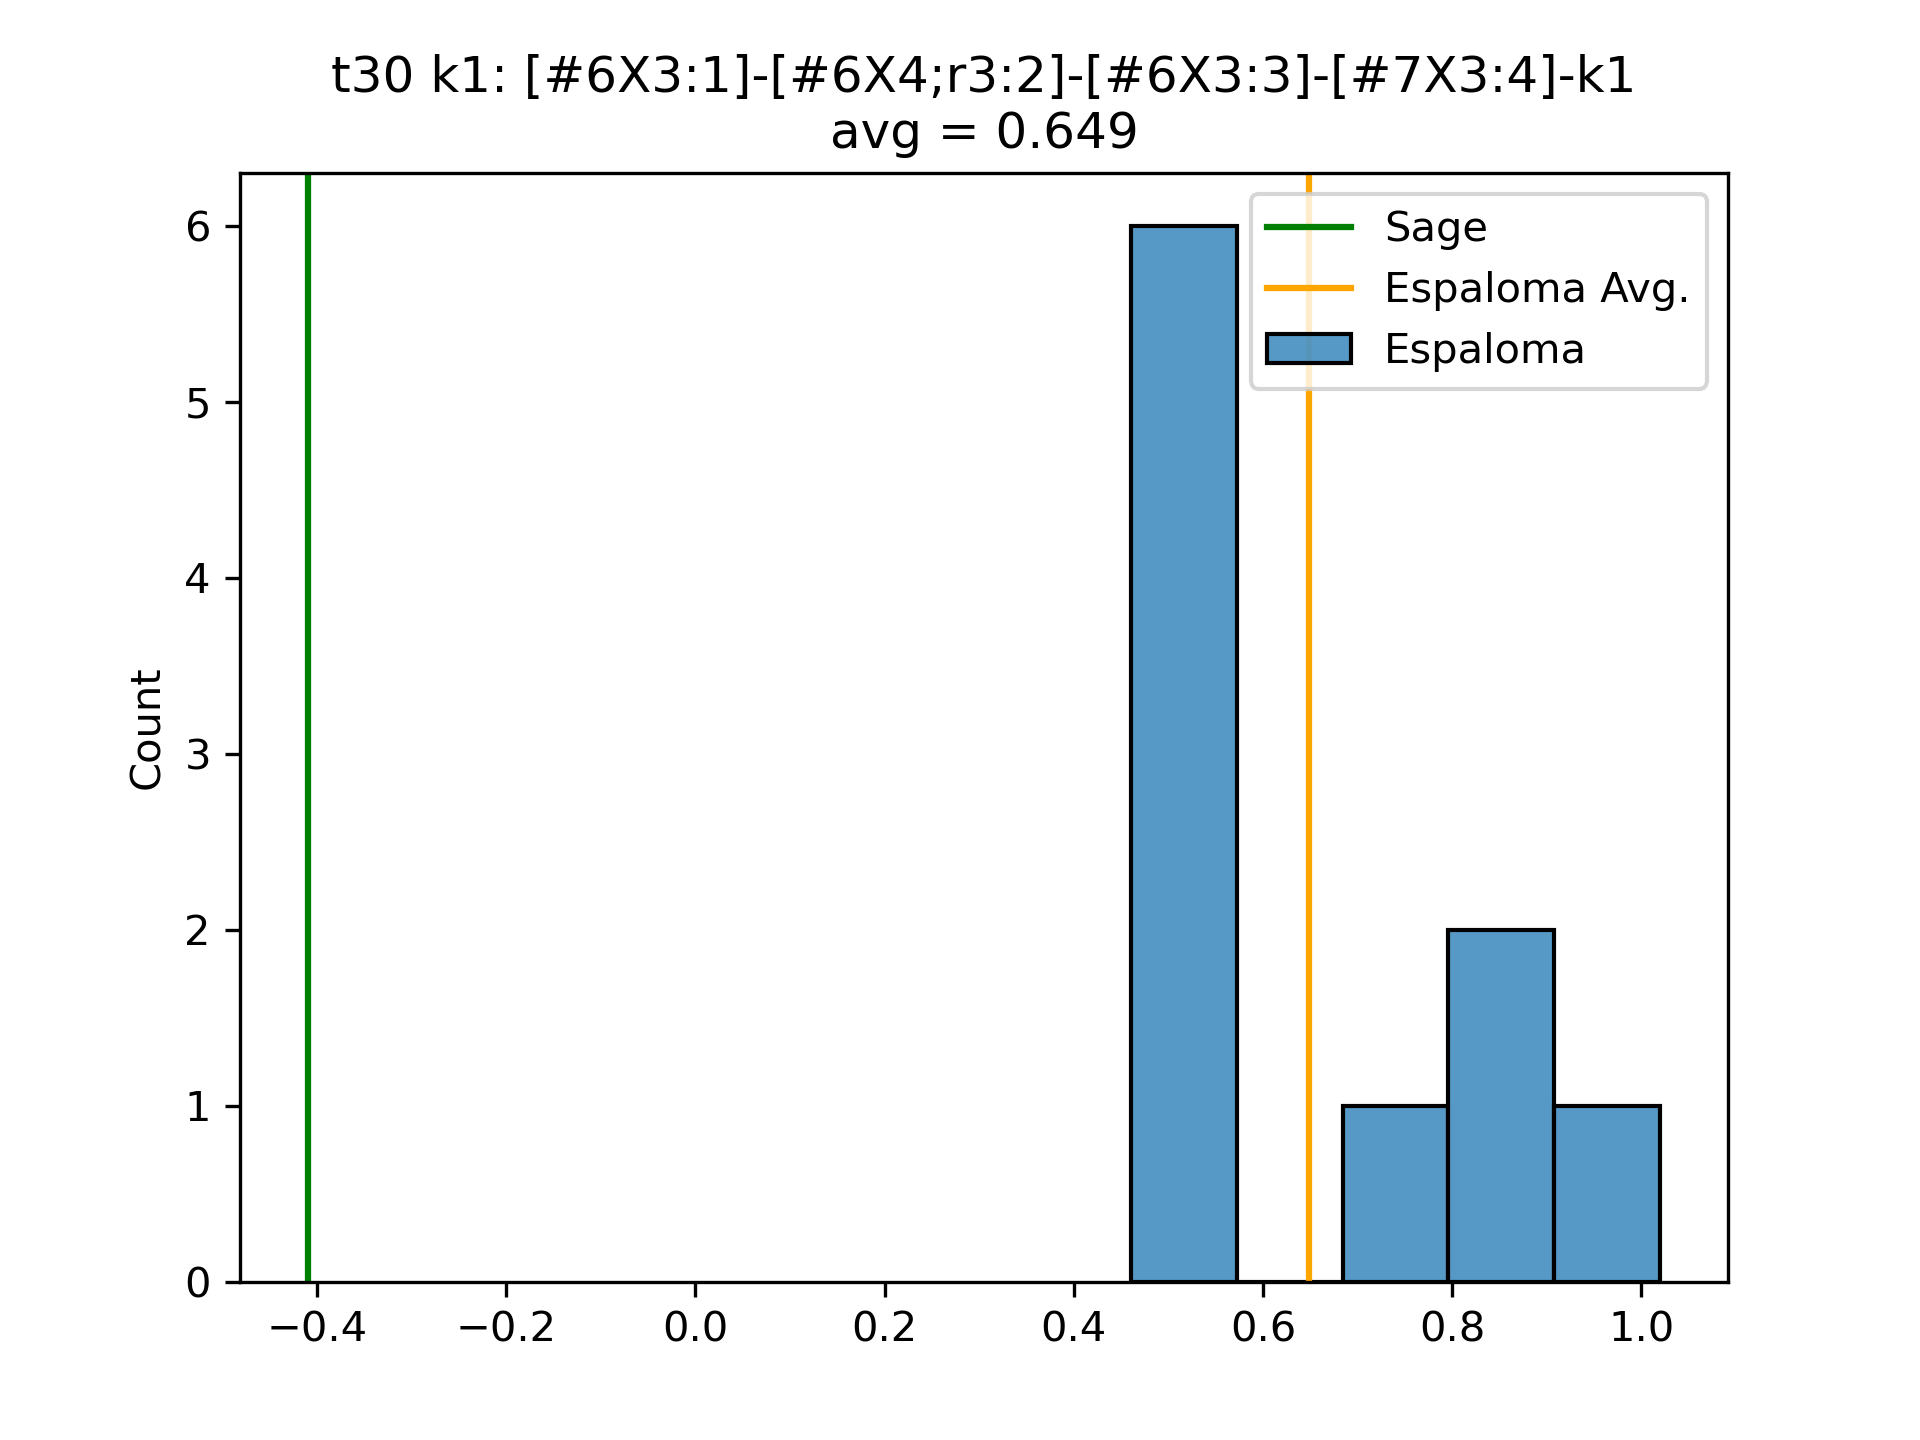 t30 k1: [#6X3:1]-[#6X4;r3:2]-[#6X3:3]-[#7X3:4]-k1
avg = 0.649
Sage
Espaloma Avg.
Espaloma
6
5
4
3
2
1
0
Count
−0.4
−0.2
0.0
0.2
0.4
0.6
0.8
1.0